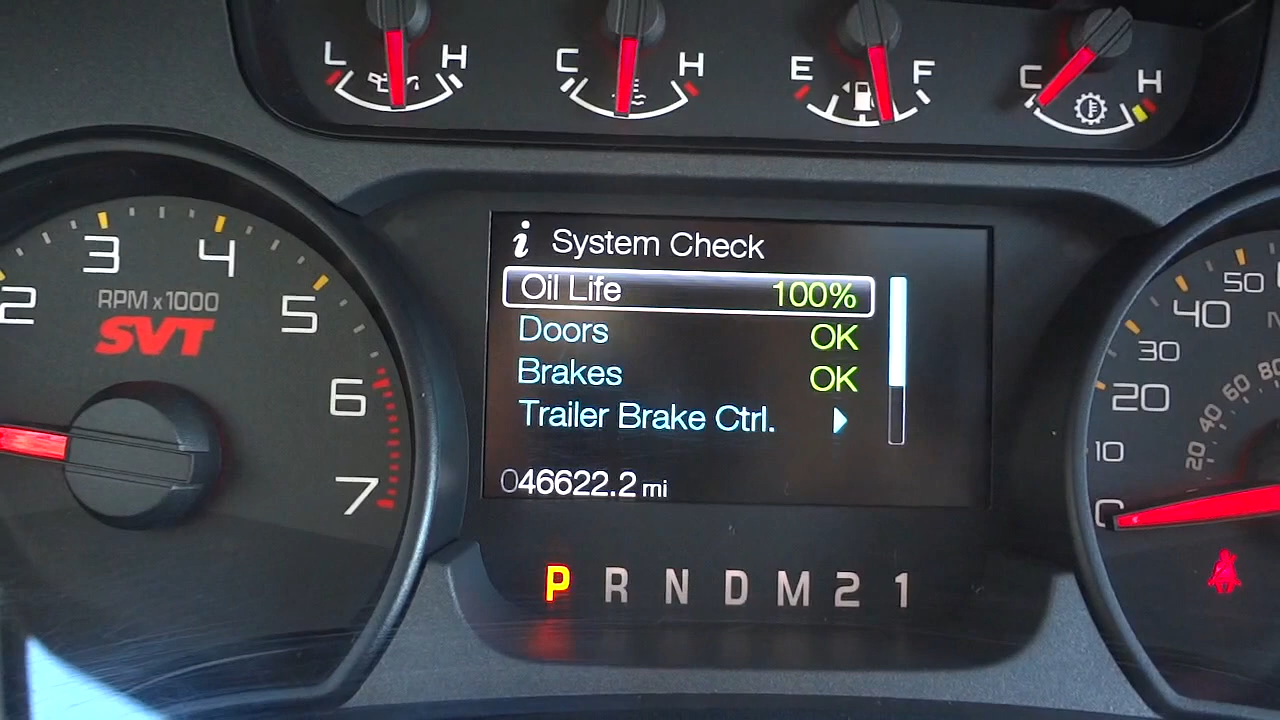 L H C H E F C H
i System Check
Oil Life 100%
Doors OK
Brakes OK
Trailer Brake Ctrl.
046622.2 mi
P R N D M 2 1
2 3 4 5 6 7
RPM x 1000
SVT
0 10 20 30 40 50
20 40 60 80